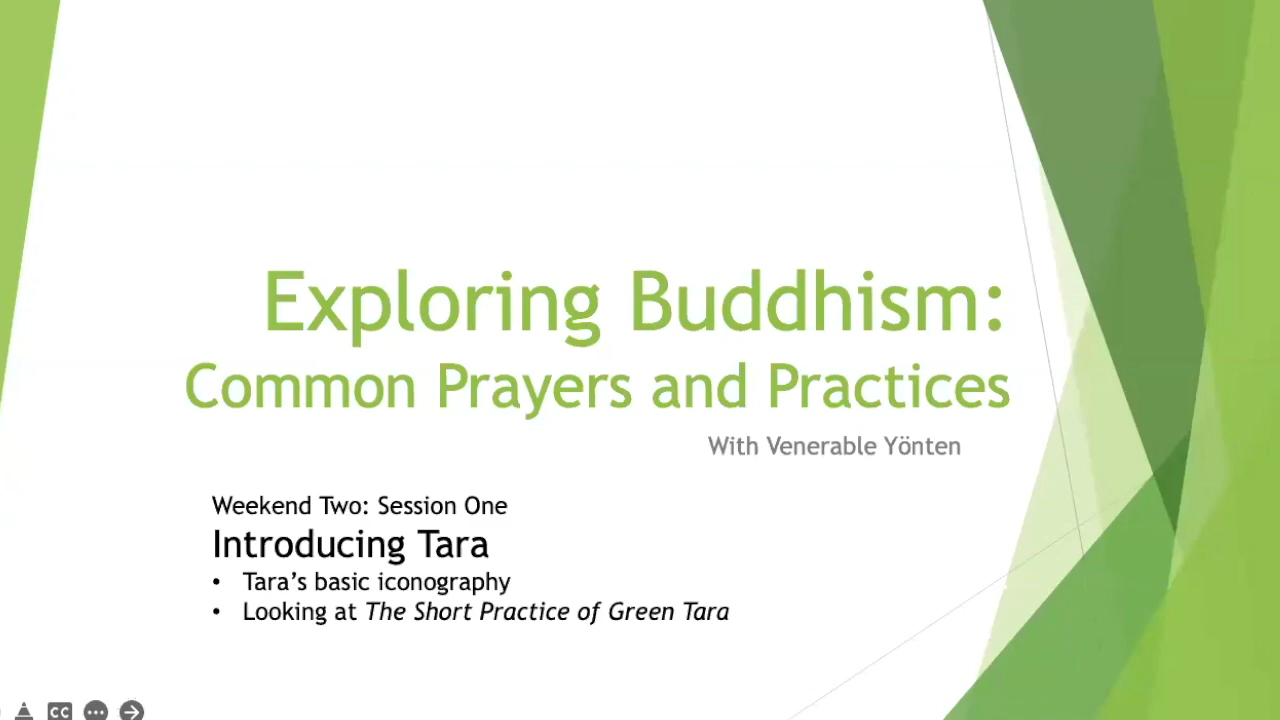 Exploring Buddhism:
Common Prayers and Practices
With Venerable Yönten
Weekend Two: Session One
Introducing Tara
• Tara's basic iconography
• Looking at The Short Practice of Green Tara
CC